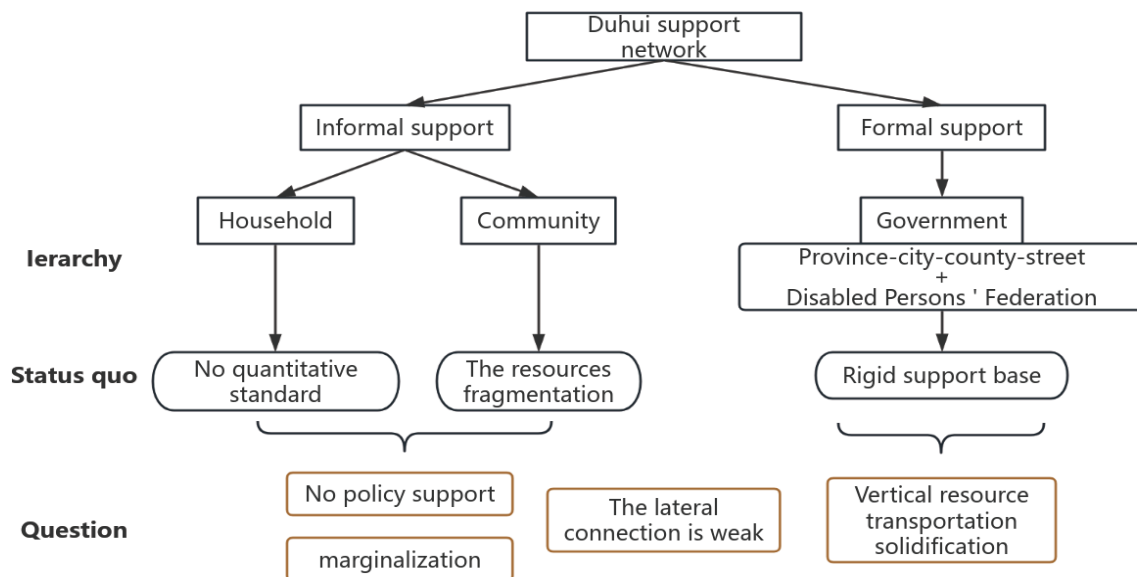 Duhui support
network
Informal support
Formal support
Household
Community
Government
Ierarchy
Province-city-county-street
+
Disabled Persons ' Federation
Status quo
No quantitative
standard
The resources
fragmentation
Rigid support base
Question
No policy support
marginalization
The lateral
connection is weak
Vertical resource
transportation
solidification